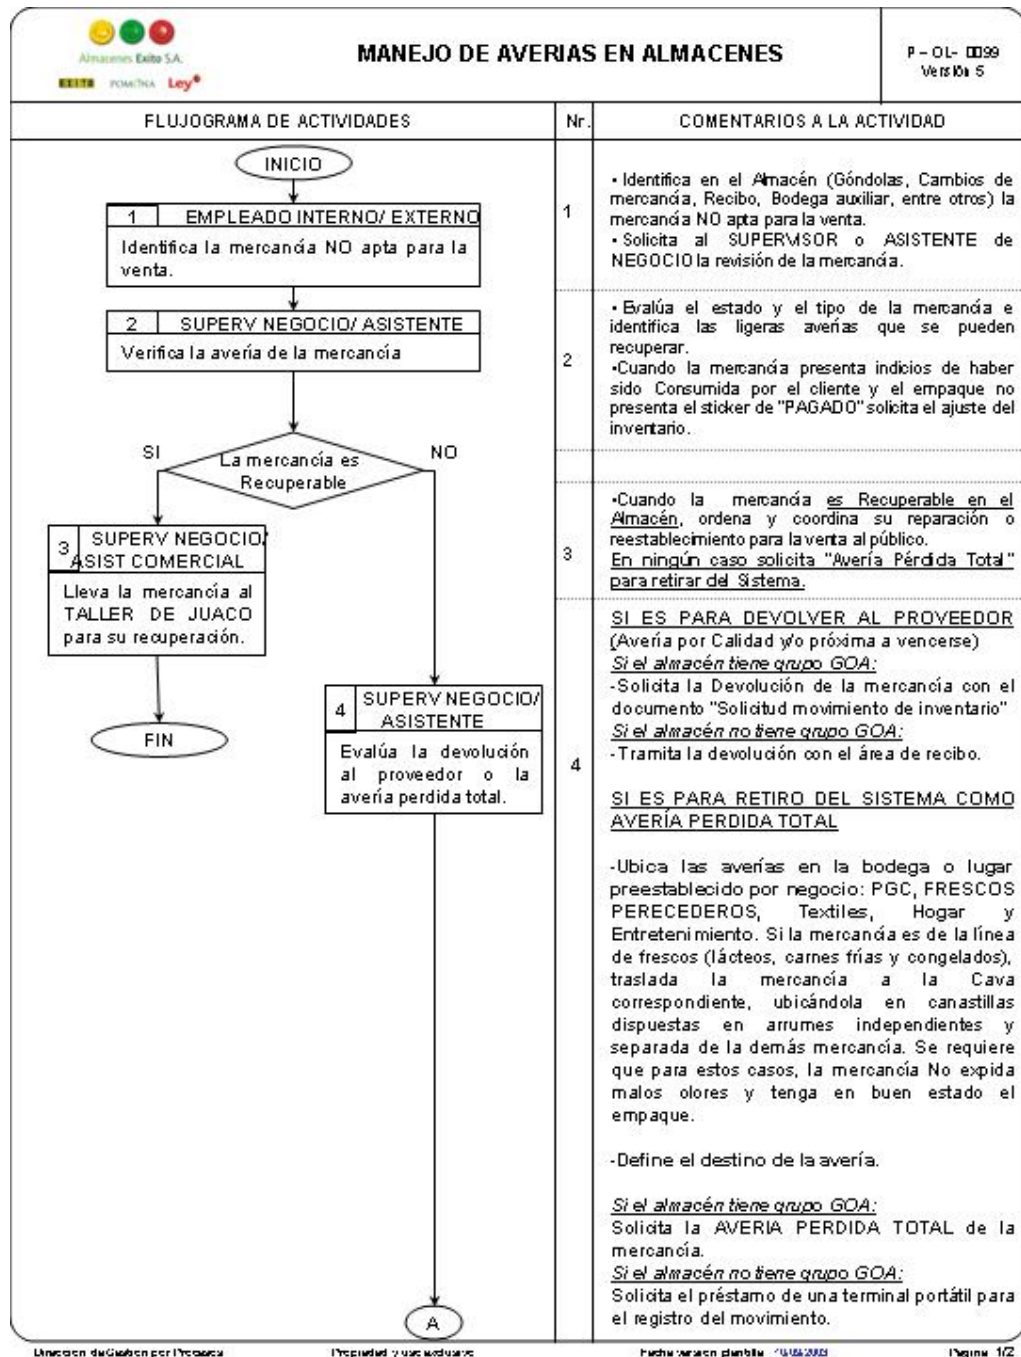 Almacenes Exito S.A.
EXITO POMONA Ley
MANEJO DE AVERIAS EN ALMACENES
P - OL- 0099
Versión 5
FLUJOGRAMA DE ACTIVIDADES
Nr.
COMENTARIOS A LA ACTIVIDAD
INICIO
1 EMPLEADO INTERNO/ EXTERNO
Identifica la mercancía NO apta para la
venta.
2 SUPERV NEGOCIO/ ASISTENTE
Verifica la avería de la mercancía
SI
NO
La mercancía es
Recuperable
3 SUPERV NEGOCIO/
ASIST COMERCIAL
Lleva la mercancía al
TALLER DE JUACO
para su recuperación.
FIN
4 SUPERV NEGOCIO/
ASISTENTE
Evalúa la devolución
al proveedor o la
avería perdida total.
A
1
• Identifica en el Almacén (Góndolas, Cambios de
mercancía, Recibo, Bodega auxiliar, entre otros) la
mercancía NO apta para la venta.
• Solicita al SUPERVISOR o ASISTENTE de
NEGOCIO la revisión de la mercancía.
2
• Evalúa el estado y el tipo de la mercancía e
identifica las ligeras averías que se pueden
recuperar.
•Cuando la mercancía presenta indicios de haber
sido Consumida por el cliente y el empaque no
presenta el sticker de "PAGADO" solicita el ajuste del
inventario.
3
•Cuando la mercancía es Recuperable en el
Almacén, ordena y coordina su reparación o
reestablecimiento para la venta al público.
En ningún caso solicita "Avería Pérdida Total"
para retirar del Sistema.
4
SI ES PARA DEVOLVER AL PROVEEDOR
(Avería por Calidad y/o próxima a vencerse)
Si el almacén tiene grupo GOA:
-Solicita la Devolución de la mercancía con el
documento "Solicitud movimiento de inventario"
Si el almacén no tiene grupo GOA:
-Tramita la devolución con el área de recibo.
SI ES PARA RETIRO DEL SISTEMA COMO
AVERÍA PERDIDA TOTAL
-Ubica las averías en la bodega o lugar
preestablecido por negocio: PGC, FRESCOS
PERECEDEROS, Textiles, Hogar y
Entretenimiento. Si la mercancía es de la línea
de frescos (lácteos, carnes frías y congelados),
traslada la mercancía a la Cava
correspondiente, ubicándola en canastillas
dispuestas en arrumes independientes y
separada de la demás mercancía. Se requiere
que para estos casos, la mercancía No expida
malos olores y tenga en buen estado el
empaque.
-Define el destino de la avería.
Si el almacén tiene grupo GOA:
Solicita la AVERIA PERDIDA TOTAL de la
mercancía.
Si el almacén no tiene grupo GOA:
Solicita el préstamo de una terminal portátil para
el registro del movimiento.
Dirección de Gestión por Procesos
Propiedad y uso exclusivo
Fecha versión plantilla
Página 1/2